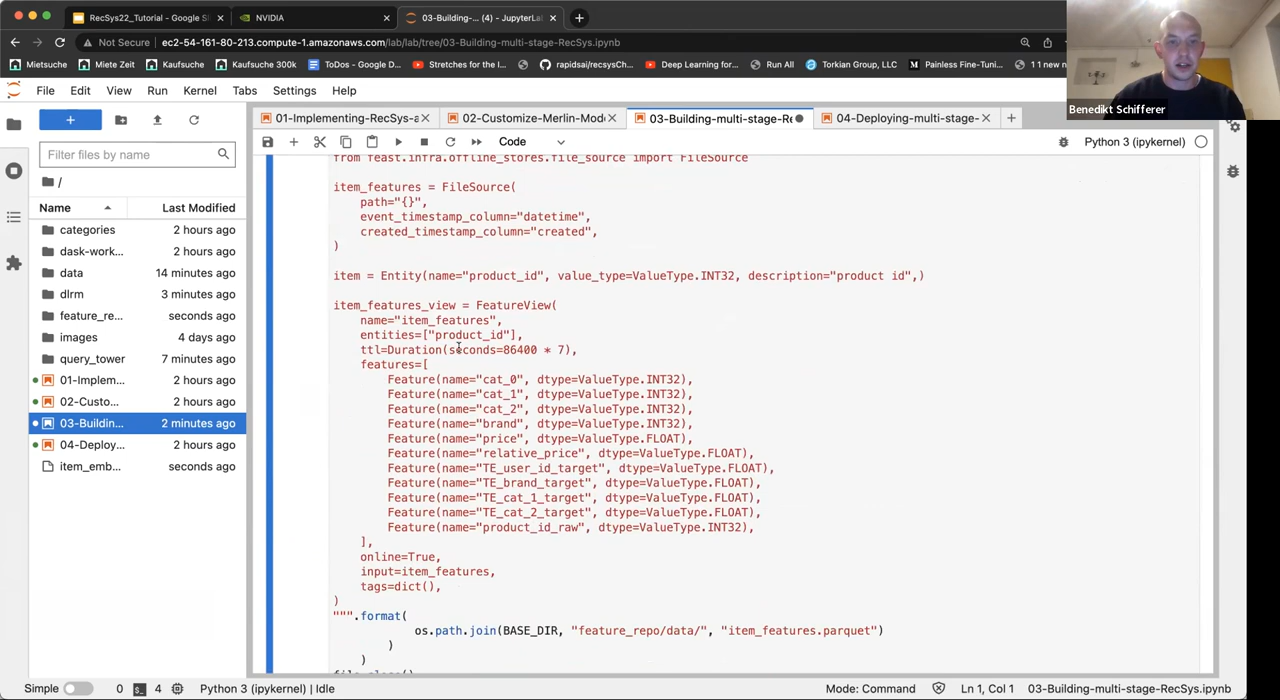 RecSys22_Tutorial - Google Sl
NVIDIA
03-Building-... (4) - JupyterLa
Not Secure
ec2-54-161-80-213.compute-1.amazonaws.com/lab/lab/tree/03-Building-multi-stage-RecSys.ipynb
Mietsuche
Miete Zeit
Kaufsuche
Kaufsuche 300k
ToDos - Google D...
Stretches for the l...
rapidsai/recsysCh...
Deep Learning for...
Run All
Torkian Group, LLC
Painless Fine-Tuni...
1 1 new n
Benedikt Schifferer
File Edit View Run Kernel Tabs Settings Help
01-Implementing-RecSys-a
02-Customize-Merlin-Mode
03-Building-multi-stage-Re
04-Deploying-multi-stage-
Code
Python 3 (ipykernel)
Filter files by name
/
Name
Last Modified
categories 2 hours ago
dask-work... 2 hours ago
data 14 minutes ago
dlrm 3 minutes ago
feature_re... seconds ago
images 4 days ago
query_tower 7 minutes ago
01-Implem... 2 hours ago
02-Custo... 2 hours ago
03-Buildin... 2 minutes ago
04-Deploy... 2 hours ago
item_emb... seconds ago
from feast.infra.offline_stores.file_source import FileSource
item_features = FileSource(
path="{}",
event_timestamp_column="datetime",
created_timestamp_column="created",
)
item = Entity(name="product_id", value_type=ValueType.INT32, description="product id",)
item_features_view = FeatureView(
name="item_features",
entities=["product_id"],
ttl=Duration(seconds=86400 * 7),
features=[
Feature(name="cat_0", dtype=ValueType.INT32),
Feature(name="cat_1", dtype=ValueType.INT32),
Feature(name="cat_2", dtype=ValueType.INT32),
Feature(name="brand", dtype=ValueType.INT32),
Feature(name="price", dtype=ValueType.FLOAT),
Feature(name="relative_price", dtype=ValueType.FLOAT),
Feature(name="TE_user_id_target", dtype=ValueType.FLOAT),
Feature(name="TE_brand_target", dtype=ValueType.FLOAT),
Feature(name="TE_cat_1_target", dtype=ValueType.FLOAT),
Feature(name="TE_cat_2_target", dtype=ValueType.FLOAT),
Feature(name="product_id_raw", dtype=ValueType.INT32),
],
online=True,
input=item_features,
tags=dict(),
)
""".format(
os.path.join(BASE_DIR, "feature_repo/data/", "item_features.parquet")
)
)
file.close()
Simple
0
4
Python 3 (ipykernel) | Idle
Mode: Command
Ln 1, Col 1
03-Building-multi-stage-RecSys.ipynb